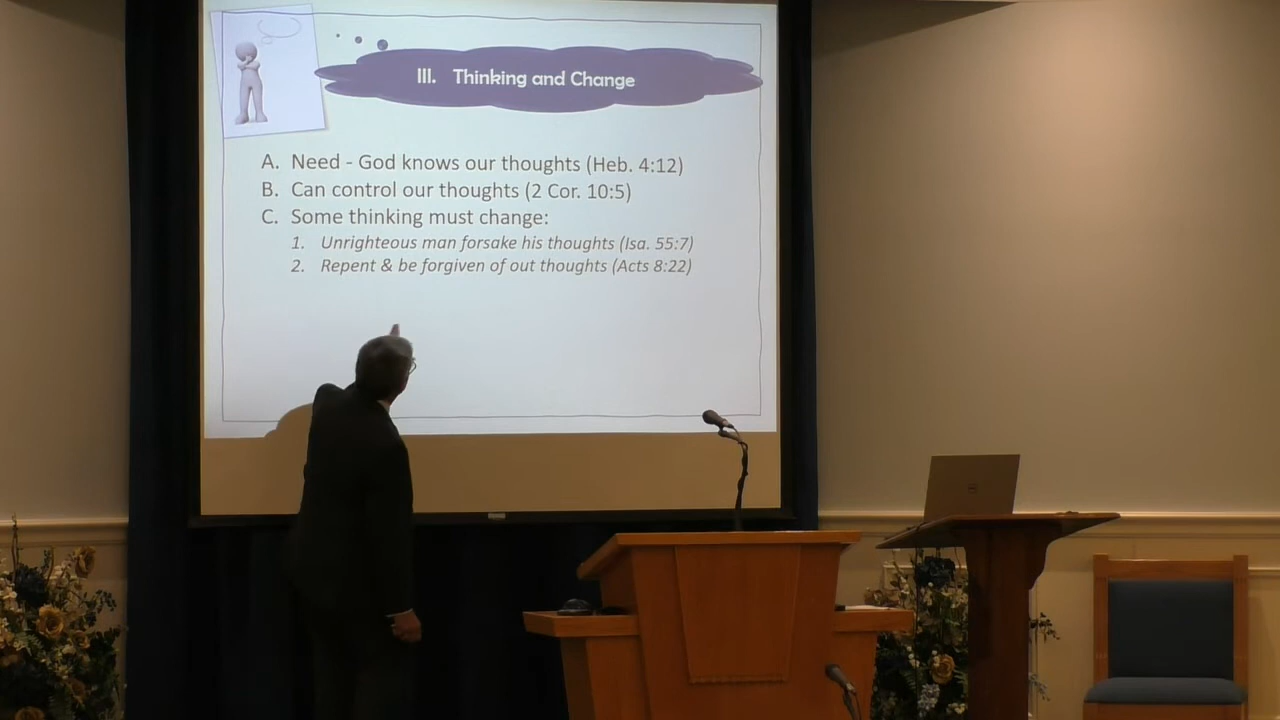 III. Thinking and Change
A. Need - God knows our thoughts (Heb. 4:12)
B. Can control our thoughts (2 Cor. 10:5)
C. Some thinking must change:
1. Unrighteous man forsake his thoughts (Isa. 55:7)
2. Repent & be forgiven of out thoughts (Acts 8:22)